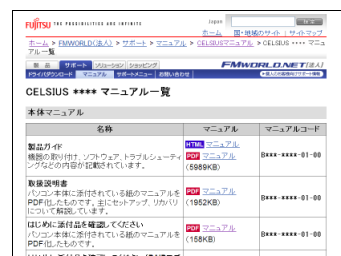 FUJITSU THE POSSIBILITIES ARE INFINITE Japan
ホーム 国・地域のサイト | サイトマップ
ホーム > FMWORLD(法人) > サポート > マニュアル > CELSIUSマニュアル > CELSIUS **** マニュアル一覧
製品 サポート ソリューション ショッピング FMWORLD.NET[法人]
ドライバダウンロード マニュアル サポートメニュー お問い合わせ
CELSIUS **** マニュアル一覧
本体マニュアル
名称 マニュアル マニュアルコード
製品ガイド
機器の取り付け、ソフトウェア、トラブルシューティングなどの内容が記載されています。
HTML マニュアル
PDF マニュアル
(5989KB)
B***-****-01-00
取扱説明書
パソコン本体に添付されている紙のマニュアルをPDF化したものです。主にセットアップ、リカバリについて解説しています。
PDF マニュアル
(1952KB)
B***-****-01-00
はじめに添付品を確認してください
パソコン本体に添付されている紙のマニュアルをPDF化したものです。
PDF マニュアル
(158KB)
B***-****-01-00